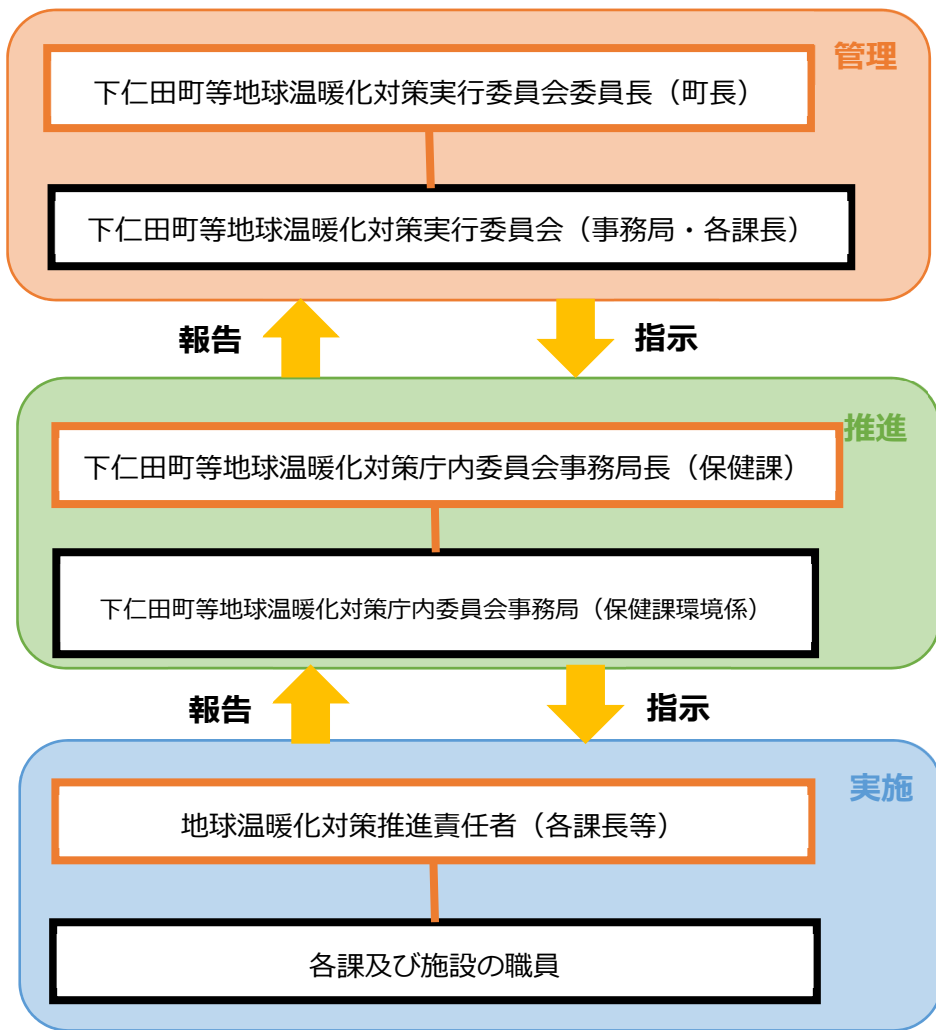 管理
下仁田町等地球温暖化対策実行委員会委員長（町長）
下仁田町等地球温暖化対策実行委員会（事務局・各課長）
報告
指示
推進
下仁田町等地球温暖化対策庁内委員会事務局長（保健課）
下仁田町等地球温暖化対策庁内委員会事務局（保健課環境係）
報告
指示
実施
地球温暖化対策推進責任者（各課長等）
各課及び施設の職員